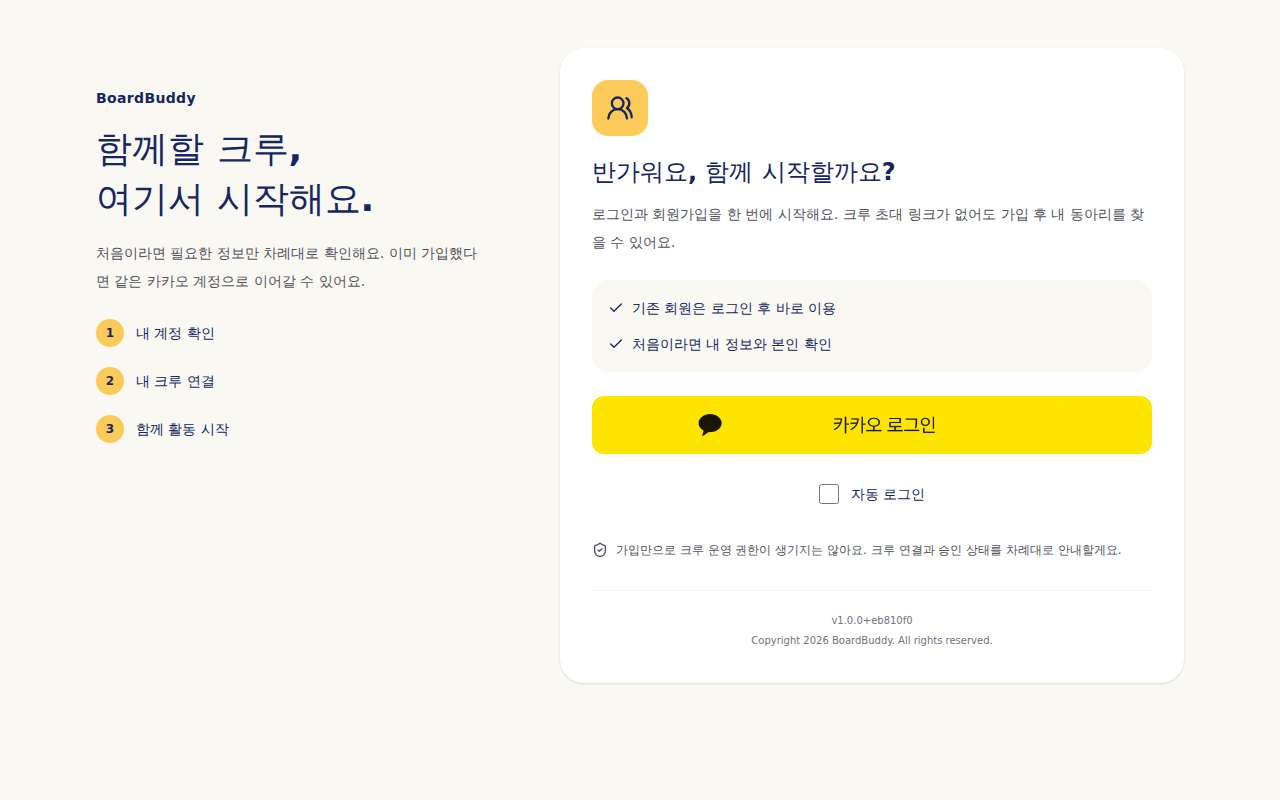 BoardBuddy
함께할 크루,
여기서 시작해요.
처음이라면 필요한 정보만 차례대로 확인해요. 이미 가입했다
면 같은 카카오 계정으로 이어갈 수 있어요.
1 내 계정 확인
2 내 크루 연결
3 함께 활동 시작
반가워요, 함께 시작할까요?
로그인과 회원가입을 한 번에 시작해요. 크루 초대 링크가 없어도 가입 후 내 동아리를 찾
을 수 있어요.
기존 회원은 로그인 후 바로 이용
처음이라면 내 정보와 본인 확인
카카오 로그인
자동 로그인
가입만으로 크루 운영 권한이 생기지는 않아요. 크루 연결과 승인 상태를 차례대로 안내할게요.
v1.0.0+eb810f0
Copyright 2026 BoardBuddy. All rights reserved.